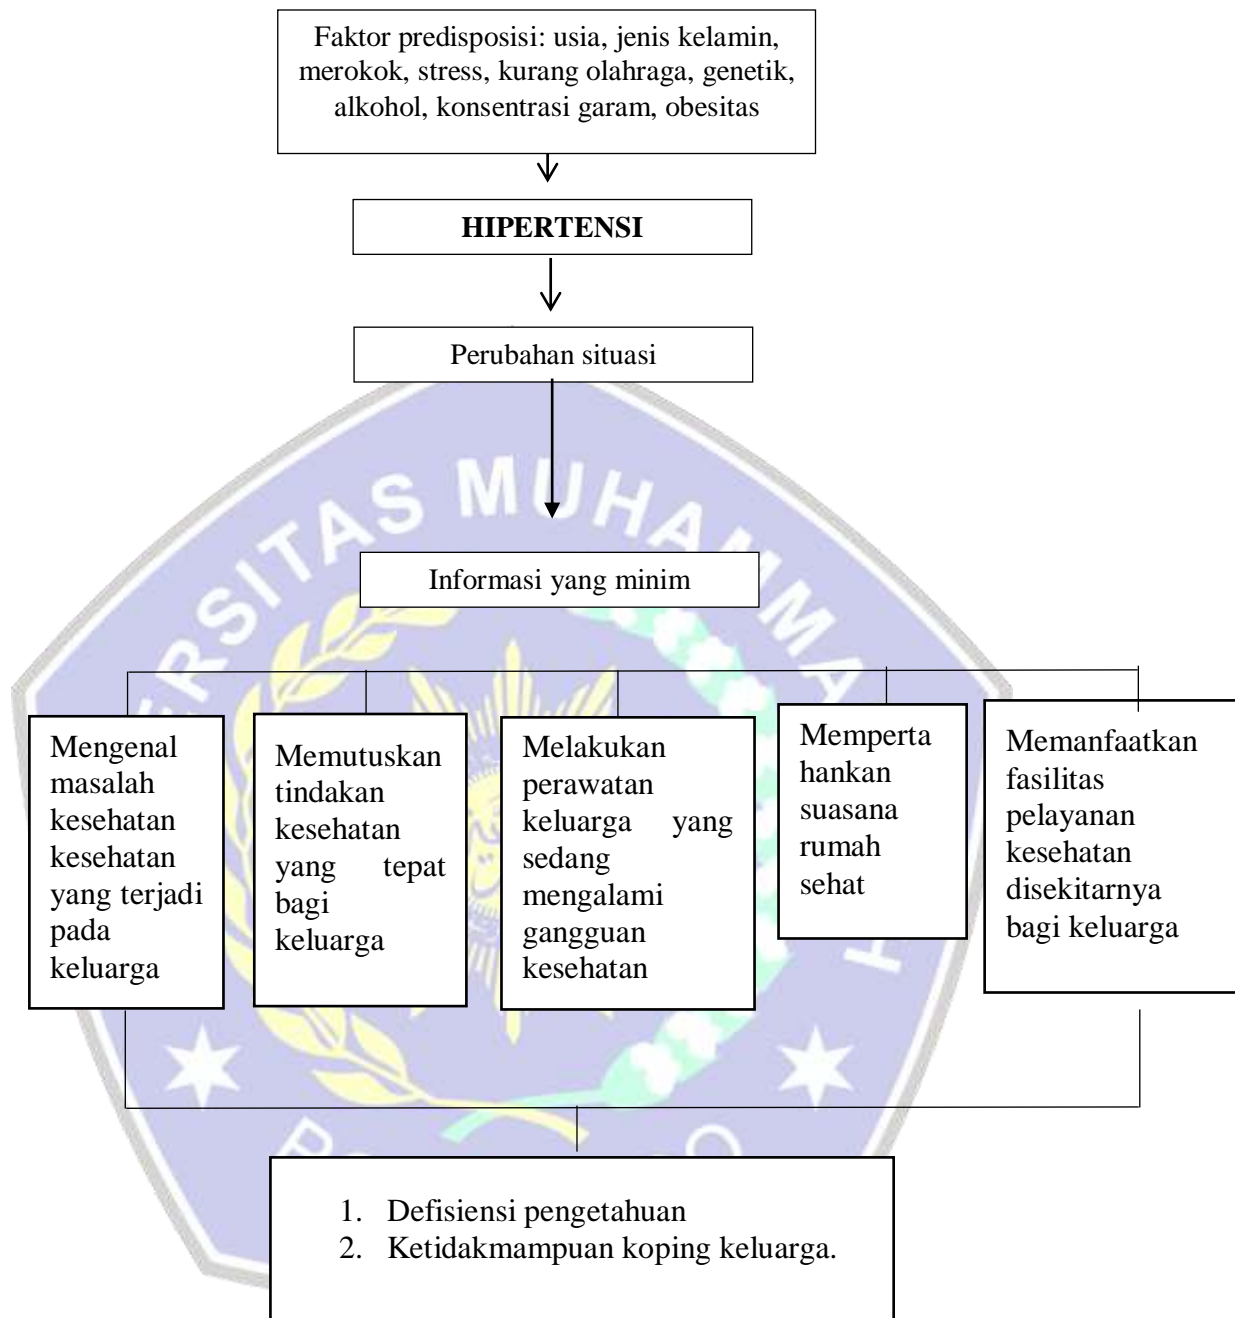 Faktor predisposisi: usia, jenis kelamin,
merokok, stress, kurang olahraga, genetik,
alkohol, konsentrasi garam, obesitas
HIPERTENSI
Perubahan situasi
ERSITAS MUHAMMA
Informasi yang minim
Mengenal
masalah
kesehatan
kesehatan
yang terjadi
pada
keluarga
Memutuskan
tindakan
kesehatan
yang tepat
bagi
keluarga
Melakukan
perawatan
keluarga yang
sedang
mengalami
gangguan
kesehatan
Memperta
hankan
suasana
rumah
sehat
Memanfaatkan
fasilitas
pelayanan
kesehatan
disekitarnya
bagi keluarga
H
1. Defisiensi pengetahuan
2. Ketidakmampuan koping keluarga.